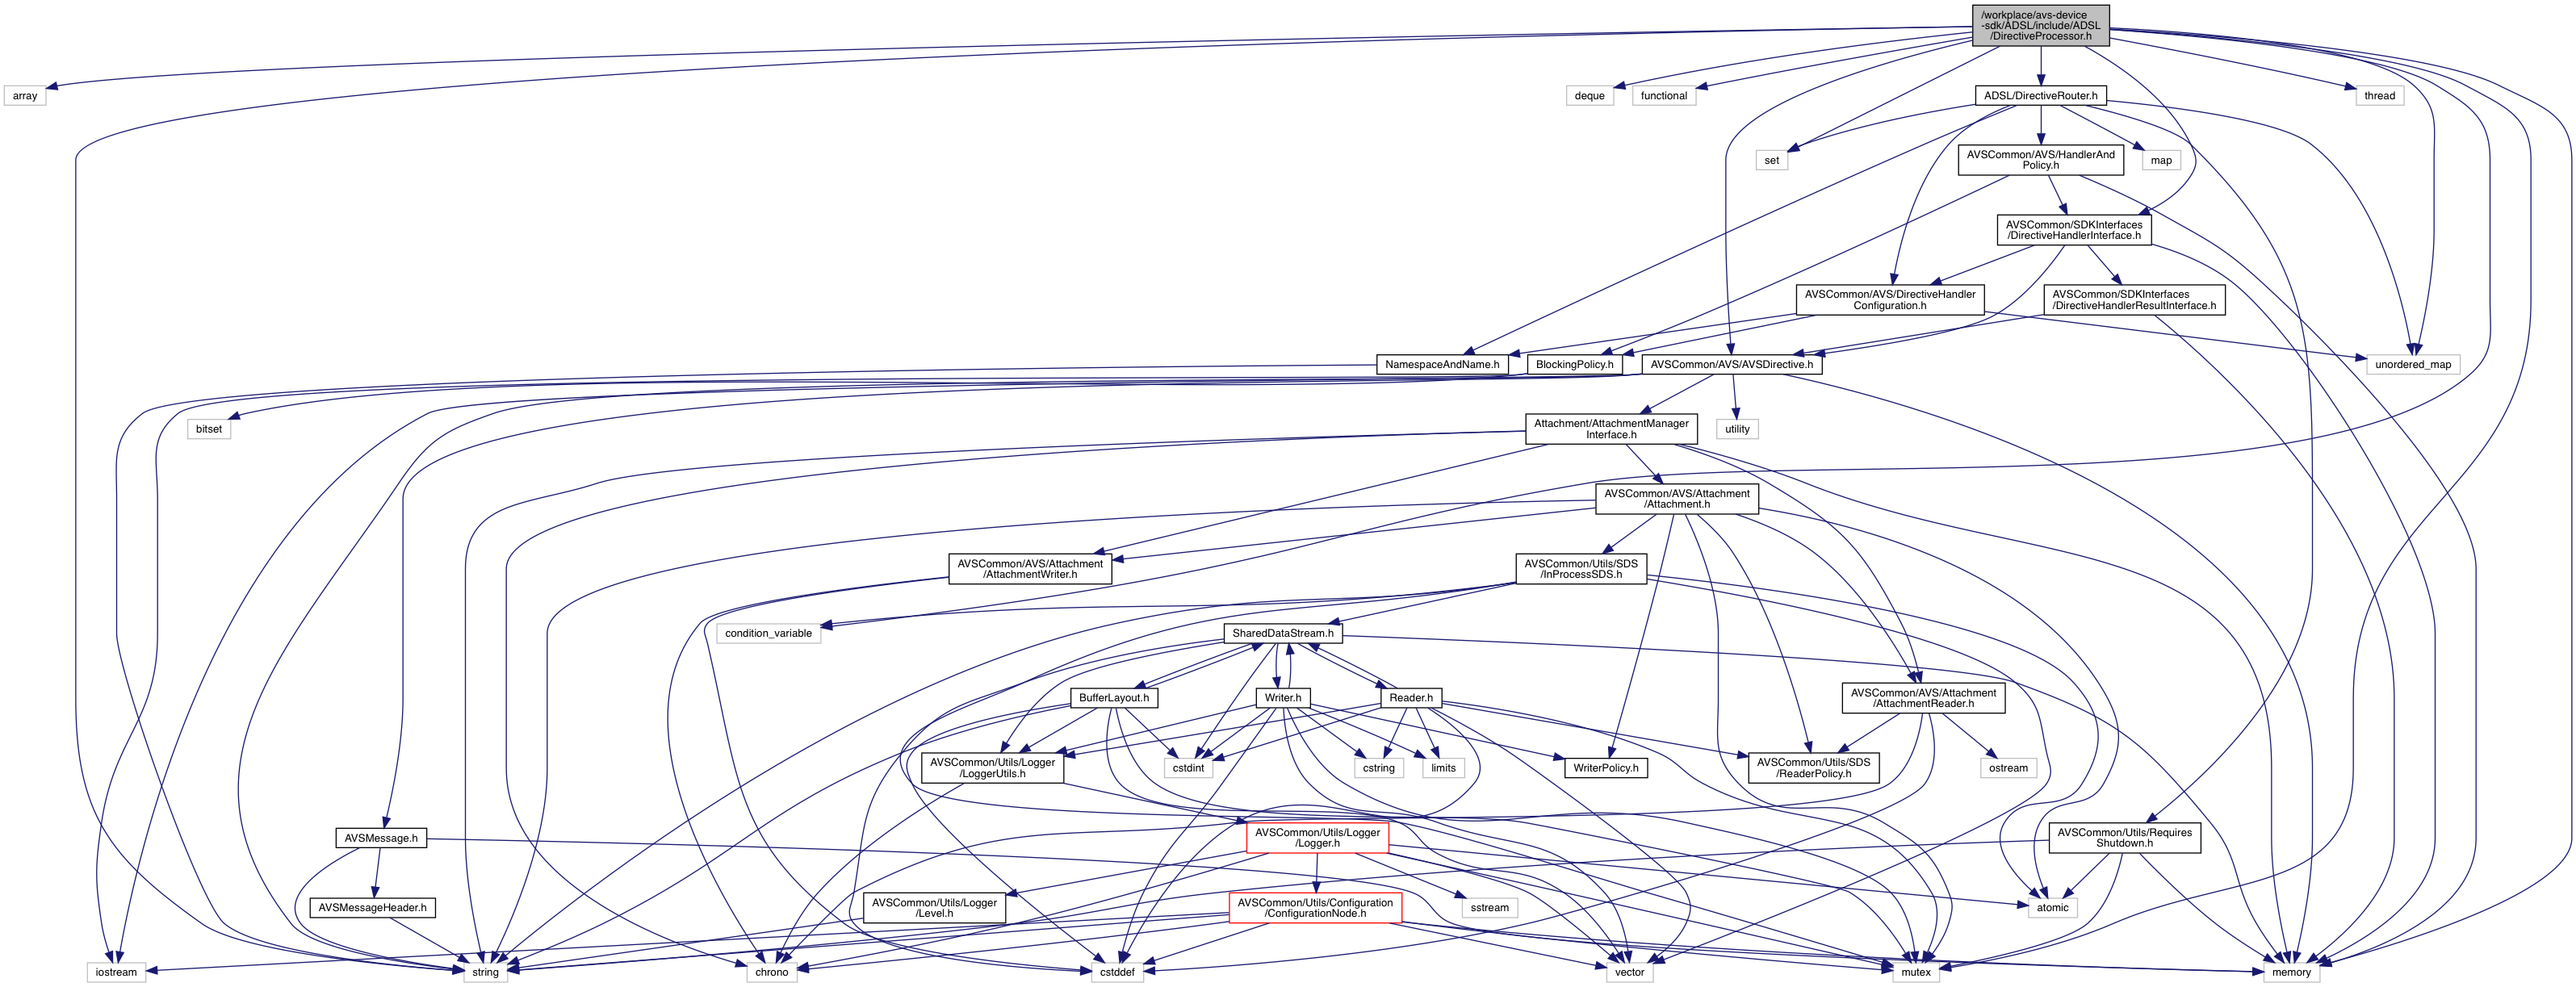 /workplace/avs-device
-sdk/ADSL/include/ADSL
/DirectiveProcessor.h
array
deque
functional
ADSL/DirectiveRouter.h
thread
set
AVSCommon/AVS/HandlerAnd
Policy.h
map
AVSCommon/SDKInterfaces
/DirectiveHandlerInterface.h
AVSCommon/AVS/DirectiveHandler
Configuration.h
AVSCommon/SDKInterfaces
/DirectiveHandlerResultInterface.h
NamespaceAndName.h
BlockingPolicy.h
AVSCommon/AVS/AVSDirective.h
unordered_map
bitset
Attachment/AttachmentManager
Interface.h
utility
AVSCommon/AVS/Attachment
/Attachment.h
AVSCommon/AVS/Attachment
/AttachmentWriter.h
AVSCommon/Utils/SDS
/InProcessSDS.h
condition_variable
SharedDataStream.h
BufferLayout.h
Writer.h
Reader.h
AVSCommon/AVS/Attachment
/AttachmentReader.h
AVSCommon/Utils/Logger
/LoggerUtils.h
cstdint
cstring
limits
WriterPolicy.h
AVSCommon/Utils/SDS
/ReaderPolicy.h
ostream
AVSMessage.h
AVSCommon/Utils/Logger
/Logger.h
AVSCommon/Utils/Requires
Shutdown.h
AVSMessageHeader.h
AVSCommon/Utils/Logger
/Level.h
AVSCommon/Utils/Configuration
/ConfigurationNode.h
sstream
atomic
iostream
string
chrono
cstddef
vector
mutex
memory